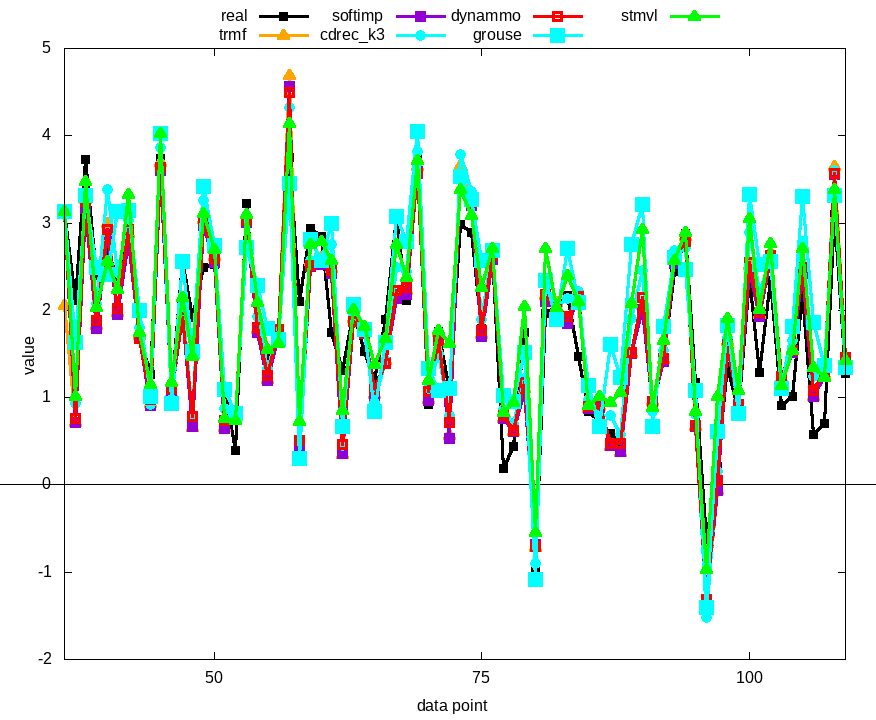 real softimp dynammo stmvl
trmf cdrec_k3 grouse
5
4
3
2
1
0
-1
-2
value
50 75 100
data point